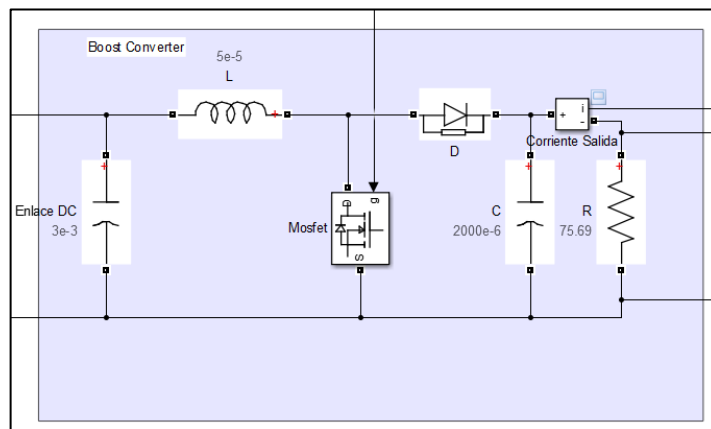 Boost Converter
5e-5
L
i
+
-
Corriente Salida
D
Enlace DC
3e-3
Mosfet
D
g
S
C
2000e-6
R
75.69